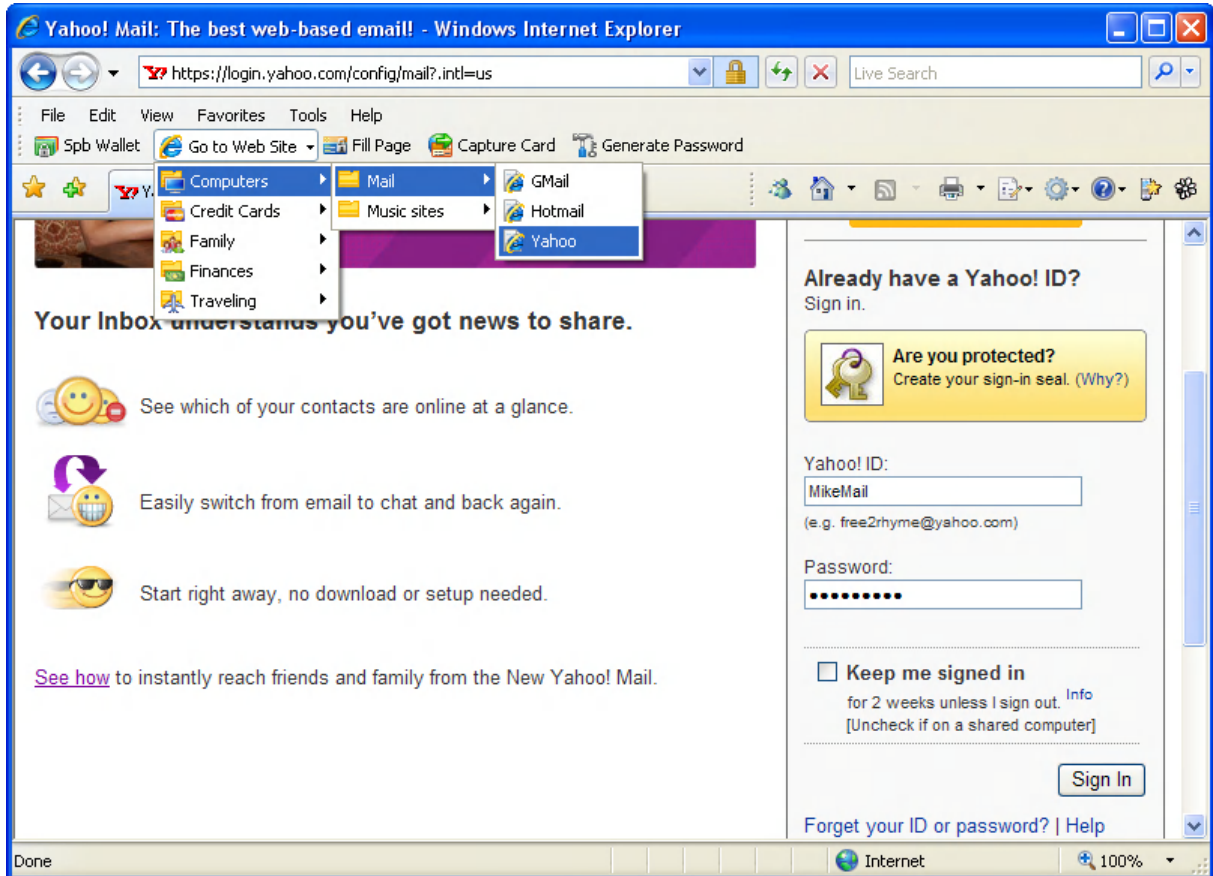 Yahoo! Mail: The best web-based email! - Windows Internet Explorer
https://login.yahoo.com/config/mail?.intl=us
Live Search
File Edit View Favorites Tools Help
Spb Wallet Go to Web Site Fill Page Capture Card Generate Password
Y.
Computers
Credit Cards
Family
Finances
Traveling
Mail
Music sites
GMail
Hotmail
Yahoo
Your Inbox understands you've got news to share.
See which of your contacts are online at a glance.
Easily switch from email to chat and back again.
Start right away, no download or setup needed.
See how to instantly reach friends and family from the New Yahoo! Mail.
Already have a Yahoo! ID?
Sign in.
Are you protected?
Create your sign-in seal. (Why?)
Yahoo! ID:
MikeMail
(e.g. free2rhyme@yahoo.com)
Password:
•••••••••
Keep me signed in
for 2 weeks unless I sign out. Info
[Uncheck if on a shared computer]
Sign In
Forget your ID or password? | Help
Done
Internet
100%